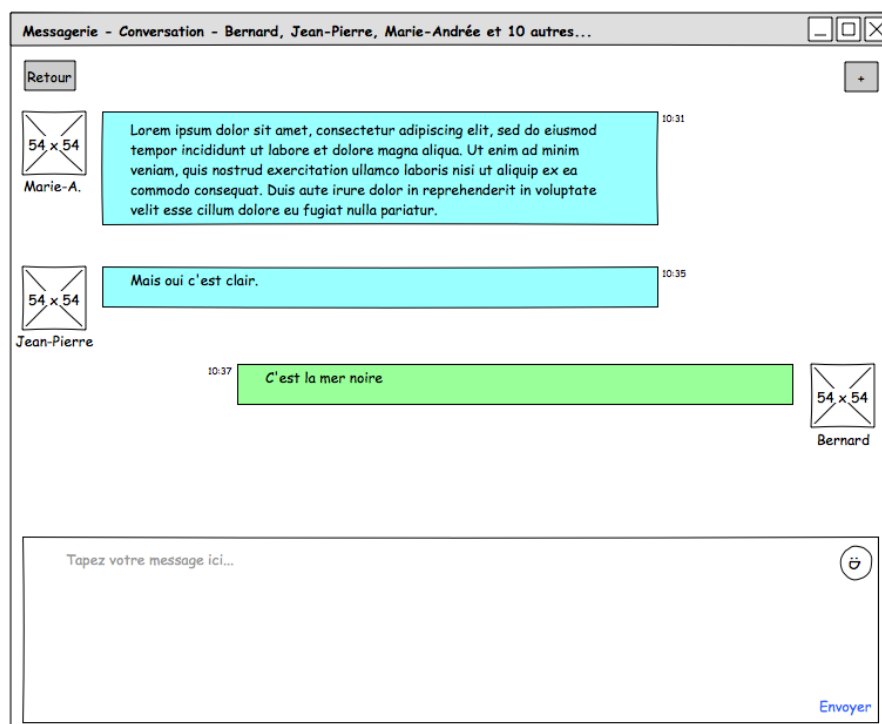 Messagerie - Conversation - Bernard, Jean-Pierre, Marie-Andrée et 10 autres...
Retour
+
54 x 54
Marie-A.
Lorem ipsum dolor sit amet, consectetur adipiscing elit, sed do eiusmod
tempor incididunt ut labore et dolore magna aliqua. Ut enim ad minim
veniam, quis nostrud exercitation ullamco laboris nisi ut aliquip ex ea
commodo consequat. Duis aute irure dolor in reprehenderit in voluptate
velit esse cillum dolore eu fugiat nulla pariatur.
10:31
54 x 54
Jean-Pierre
Mais oui c'est clair.
10:35
10:37
C'est la mer noire
54 x 54
Bernard
Tapez votre message ici...
Envoyer